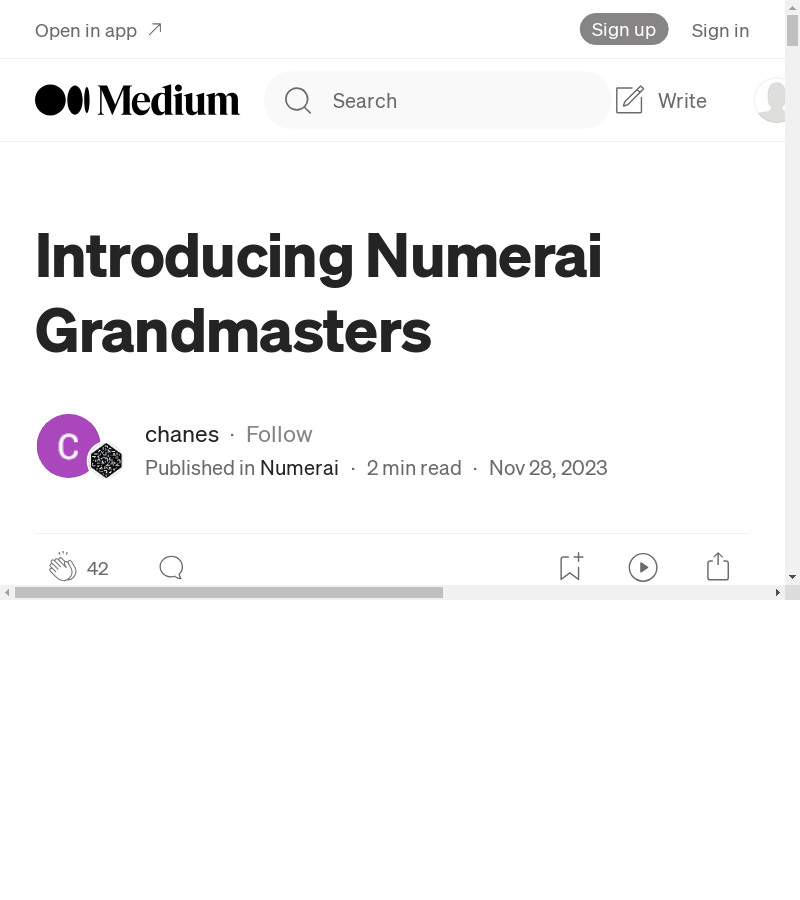 Open in app
Sign up
Sign in
Medium
Search
Write
Introducing Numerai
Grandmasters
C
chanes · Follow
Published in Numerai · 2 min read · Nov 28, 2023
42